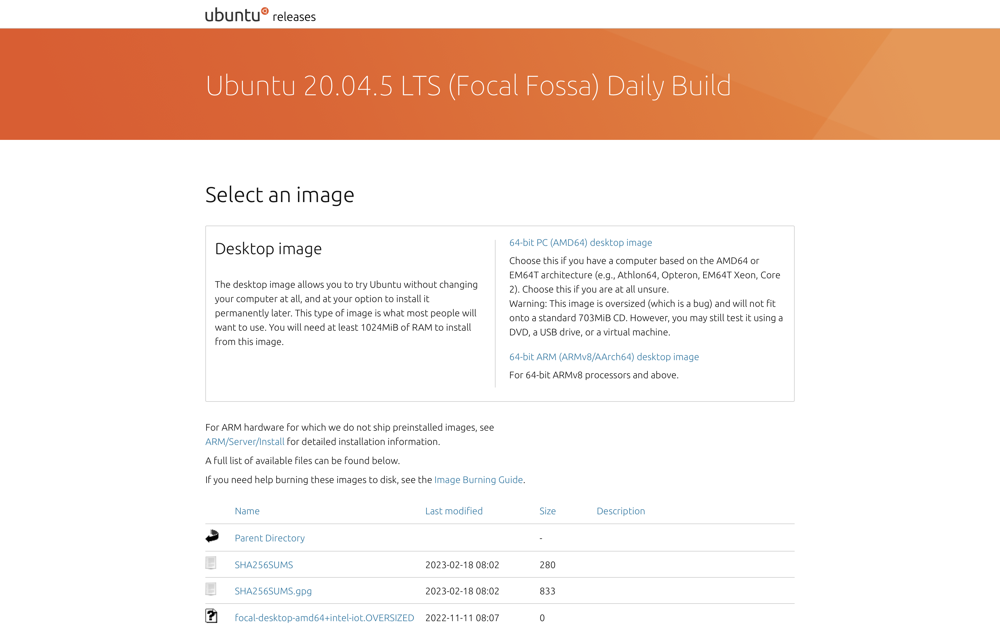 ubuntu releases
Ubuntu 20.04.5 LTS (Focal Fossa) Daily Build
Select an image
Desktop image
The desktop image allows you to try Ubuntu without changing
your computer at all, and at your option to install it
permanently later. This type of image is what most people will
want to use. You will need at least 1024MiB of RAM to install
from this image.
64-bit PC (AMD64) desktop image
Choose this if you have a computer based on the AMD64 or
EM64T architecture (e.g., Athlon64, Opteron, EM64T Xeon, Core
2). Choose this if you are at all unsure.
Warning: This image is oversized (which is a bug) and will not fit
onto a standard 703MiB CD. However, you may still test it using a
DVD, a USB drive, or a virtual machine.
64-bit ARM (ARMv8/AArch64) desktop image
For 64-bit ARMv8 processors and above.
For ARM hardware for which we do not ship preinstalled images, see
ARM/Server/Install for detailed installation information.
A full list of available files can be found below.
If you need help burning these images to disk, see the Image Burning Guide.
Name Last modified Size Description
Parent Directory -
SHA256SUMS 2023-02-18 08:02 280
SHA256SUMS.gpg 2023-02-18 08:02 833
focal-desktop-amd64+intel-iot.OVERSIZED 2022-11-11 08:07 0